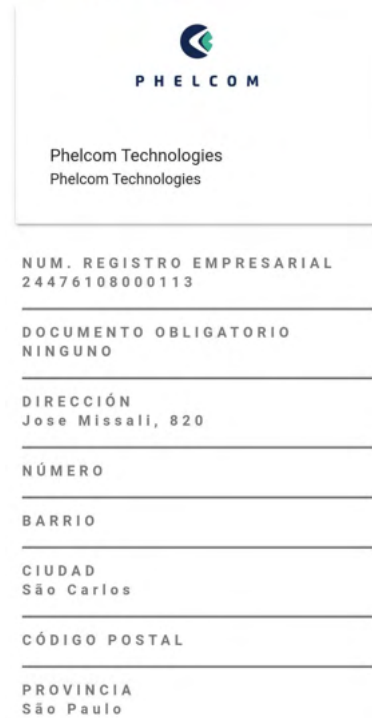 PHELCOM
Phelcom Technologies
Phelcom Technologies
NUM. REGISTRO EMPRESARIAL
24476108000113
DOCUMENTO OBLIGATORIO
NINGUNO
DIRECCIÓN
Jose Missali, 820
NÚMERO
BARRIO
CIUDAD
São Carlos
CÓDIGO POSTAL
PROVINCIA
São Paulo